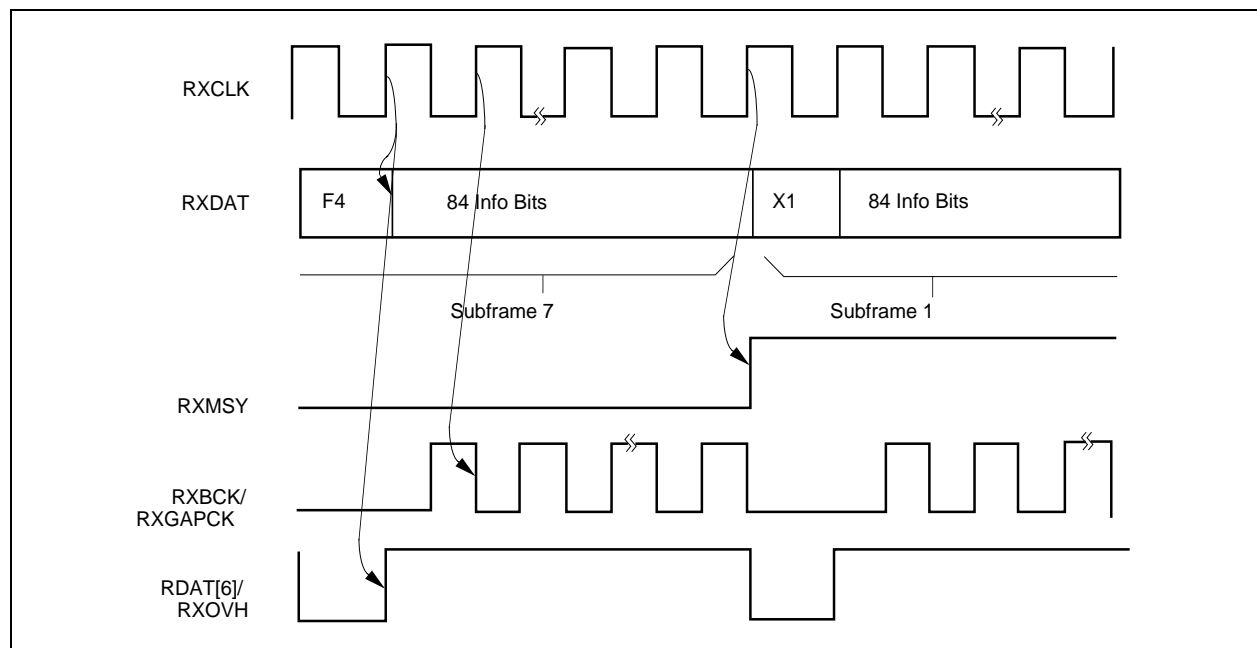 RXCLK
RXDAT
F4
84 Info Bits
X1
84 Info Bits
Subframe 7
Subframe 1
RXMSY
RXBCK/
RXGAPCK
RDAT[6]/
RXOVH